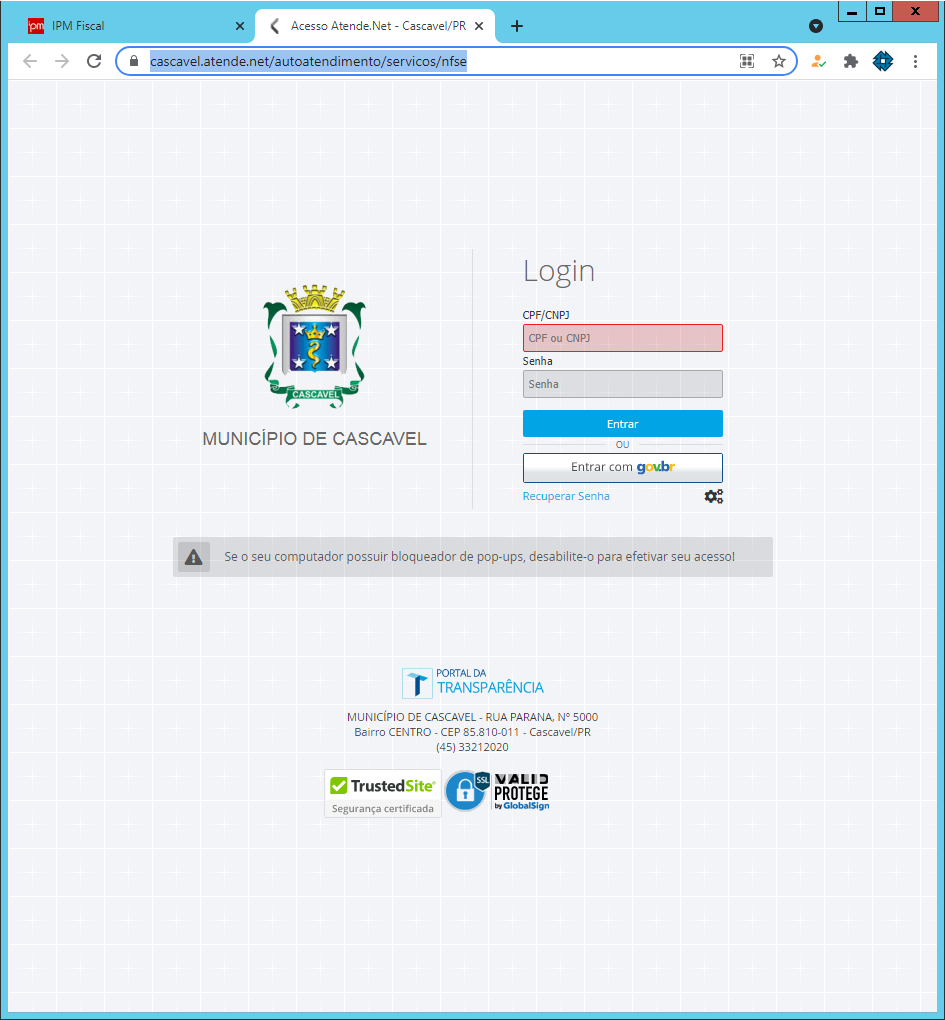 ipm IPM Fiscal
Acesso Atende.Net - Cascavel/PR
cascavel.atende.net/autoatendimento/servicos/nfse
Login
CPF/CNPJ
CPF ou CNPJ
Senha
Senha
Entrar
OU
Entrar com gov.br
Recuperar Senha
CASCAVEL
MUNICÍPIO DE CASCAVEL
Se o seu computador possuir bloqueador de pop-ups, desabilite-o para efetivar seu acesso!
PORTAL DA
TRANSPARÊNCIA
MUNICÍPIO DE CASCAVEL - RUA PARANA, Nº 5000
Bairro CENTRO - CEP 85.810-011 - Cascavel/PR
(45) 33212020
TrustedSite
Segurança certificada
SSL
VALID
PROTEGE
by GlobalSign